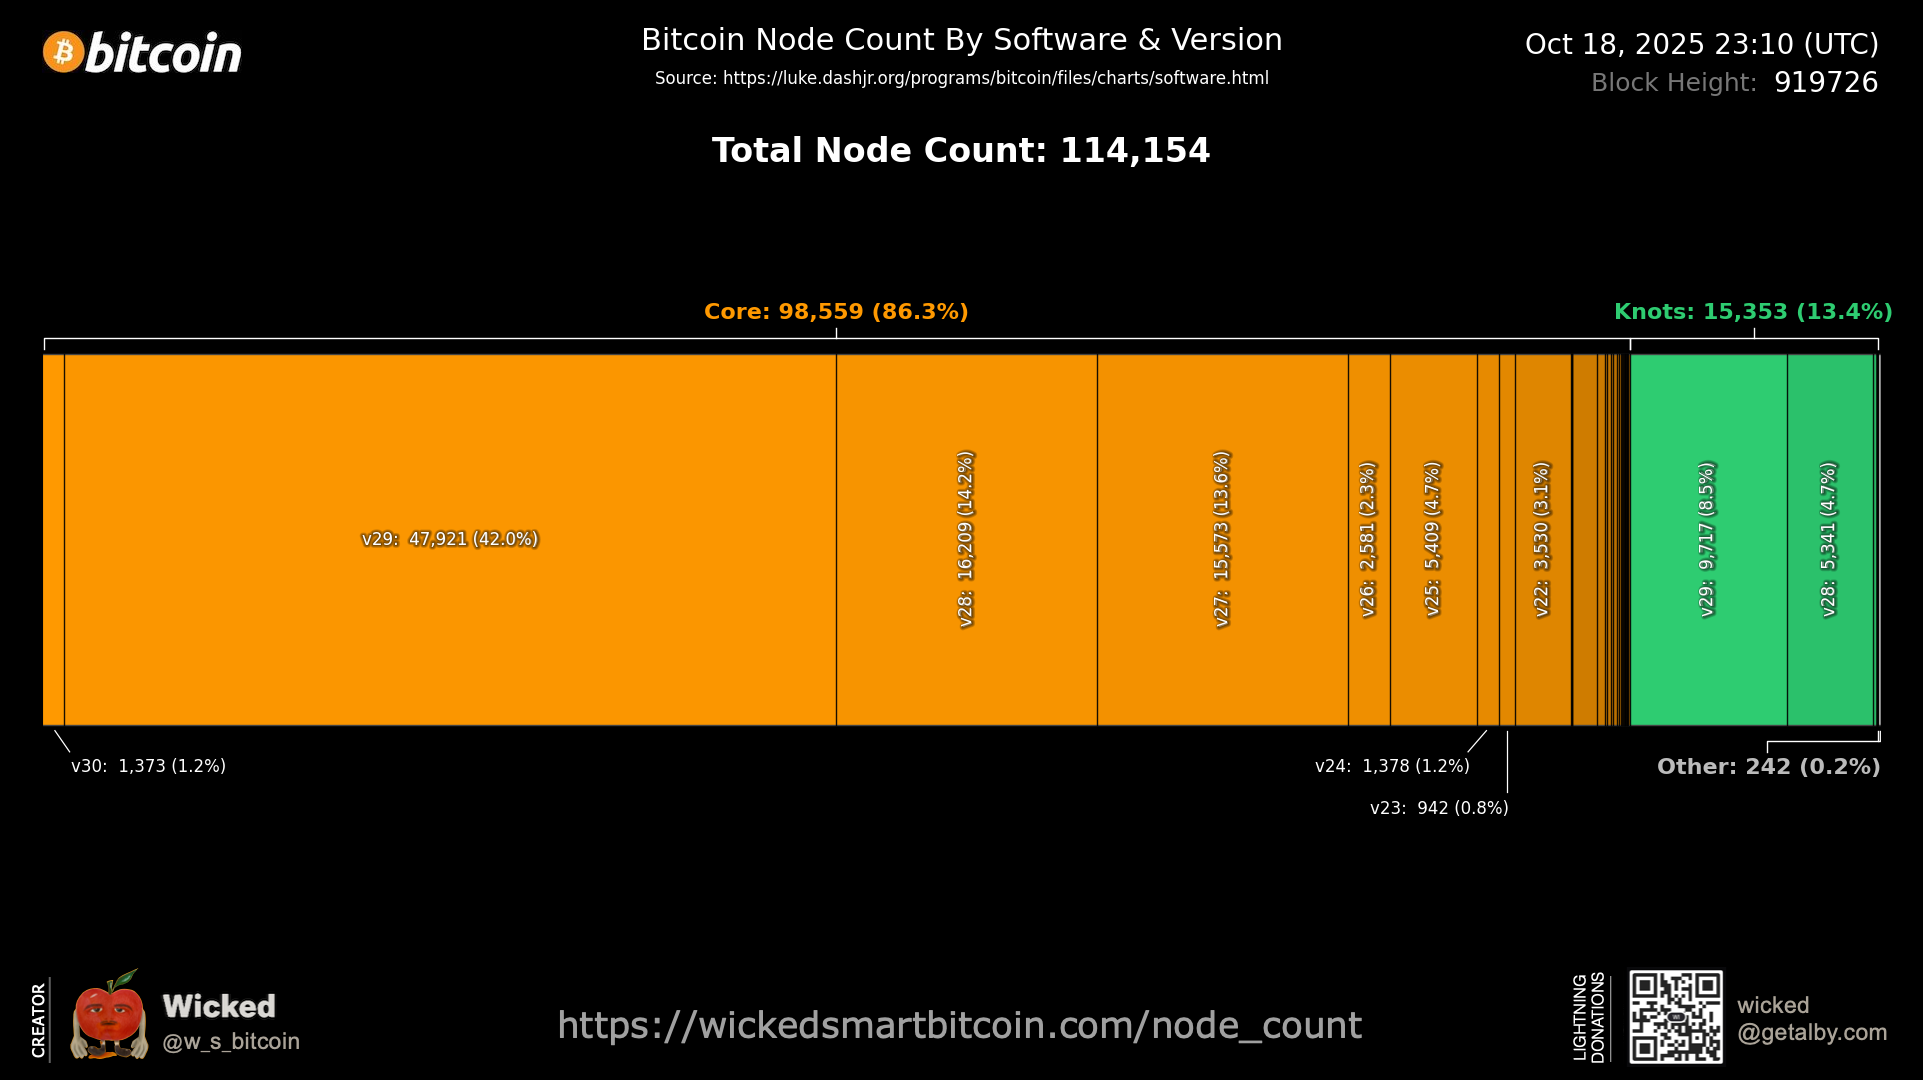 bitcoin
Bitcoin Node Count By Software & Version
Source: https://luke.dashjr.org/programs/bitcoin/files/charts/software.html
Oct 18, 2025 23:10 (UTC)
Block Height: 919726
Total Node Count: 114,154
Core: 98,559 (86.3%)
Knots: 15,353 (13.4%)
v29: 47,921 (42.0%)
v28: 16,209 (14.2%)
v27: 15,573 (13.6%)
v26: 2,581 (2.3%)
v25: 5,409 (4.7%)
v22: 3,530 (3.1%)
v29: 9,717 (8.5%)
v28: 5,341 (4.7%)
v30: 1,373 (1.2%)
v24: 1,378 (1.2%)
Other: 242 (0.2%)
v23: 942 (0.8%)
CREATOR
Wicked
@w_s_bitcoin
https://wickedsmartbitcoin.com/node_count
LIGHTNING
DONATIONS
wicked
@getalby.com